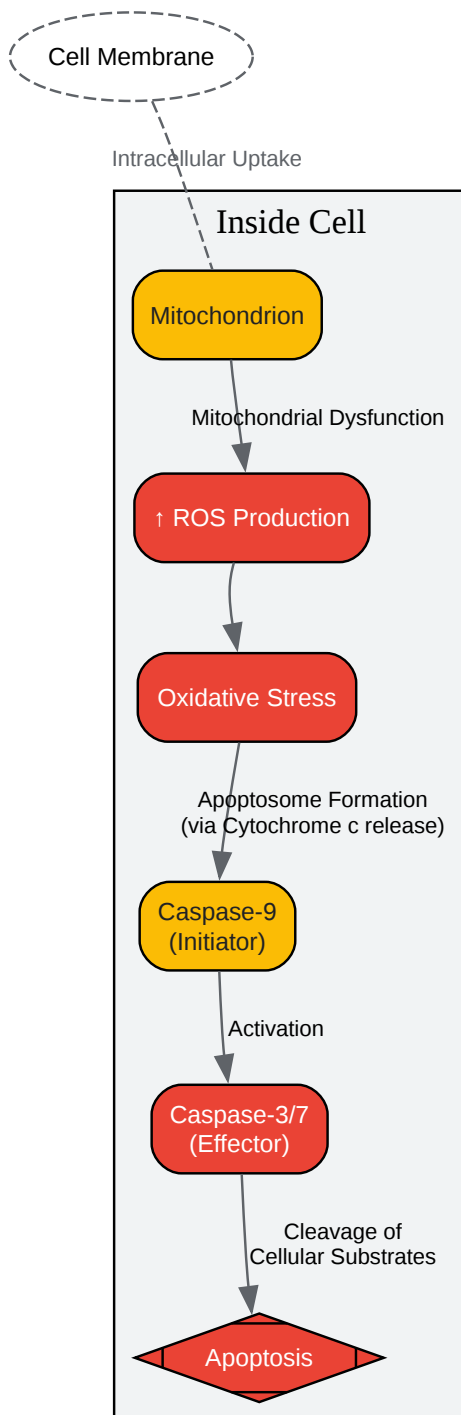 Cell Membrane
Intracellular Uptake
Inside Cell
Mitochondrion
Mitochondrial Dysfunction
↑ ROS Production
Oxidative Stress
Apoptosome Formation
(via Cytochrome c release)
Caspase-9
(Initiator)
Activation
Caspase-3/7
(Effector)
Cleavage of
Cellular Substrates
Apoptosis